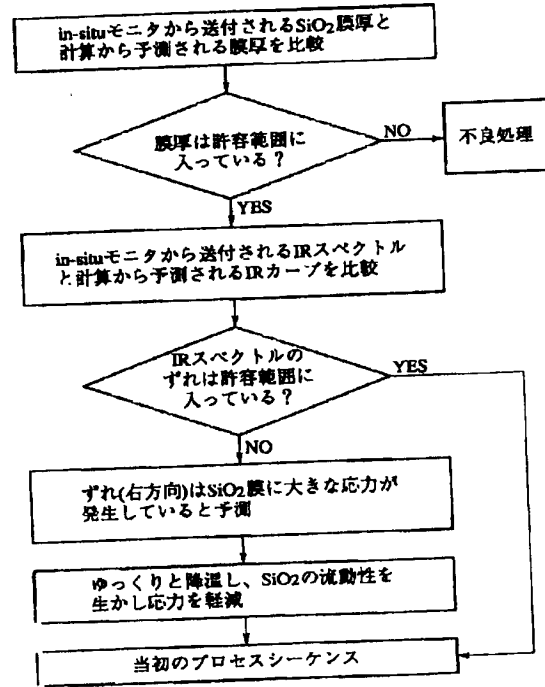 in-situモニタから送付されるSiO2膜厚と
計算から予測される膜厚を比較
膜厚は許容範囲に
入っている？
NO
不良処理
YES
in-situモニタから送付されるIRスペクトル
と計算から予測されるIRカーブを比較
IRスペクトルの
ずれは許容範囲に
入っている？
YES
NO
ずれ(右方向)はSiO2膜に大きな応力が
発生していると予測
ゆっくりと降温し、SiO2の流動性を
生かし応力を軽減
当初のプロセスシーケンス